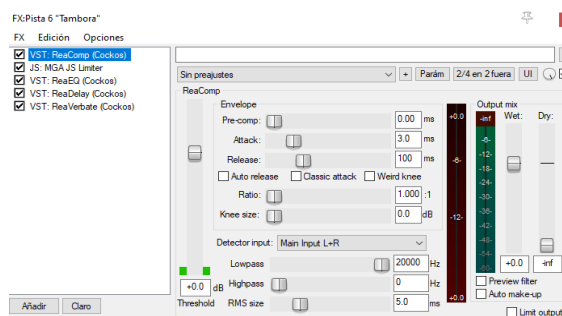 FX:Pista 6 "Tambora"
FX Edición Opciones
VST: ReaComp (Cockos)
JS: MGA JS Limiter
VST: ReaEQ (Cockos)
VST: ReaDelay (Cockos)
VST: ReaVerbate (Cockos)
Añadir Claro
Sin preajustes + Parám 2/4 en 2 fuera UI
ReaComp
Envelope
Pre-comp: 0.00 ms
Attack: 3.0 ms
Release: 100 ms
Auto release Classic attack Weird knee
Ratio: 1.000 :1
Knee size: 0.0 dB
Detector input: Main Input L+R
Lowpass 20000 Hz
Highpass 0 Hz
RMS size 5.0 ms
+0.0 dB
Threshold
+0.0
-6-
-12-
+0.0
Output mix
-inf Wet: Dry:
-6-
-12-
-18-
-24-
-30-
-36-
-42-
-48-
-54-
+0.0 -inf
Preview filter
Auto make-up
Limit output